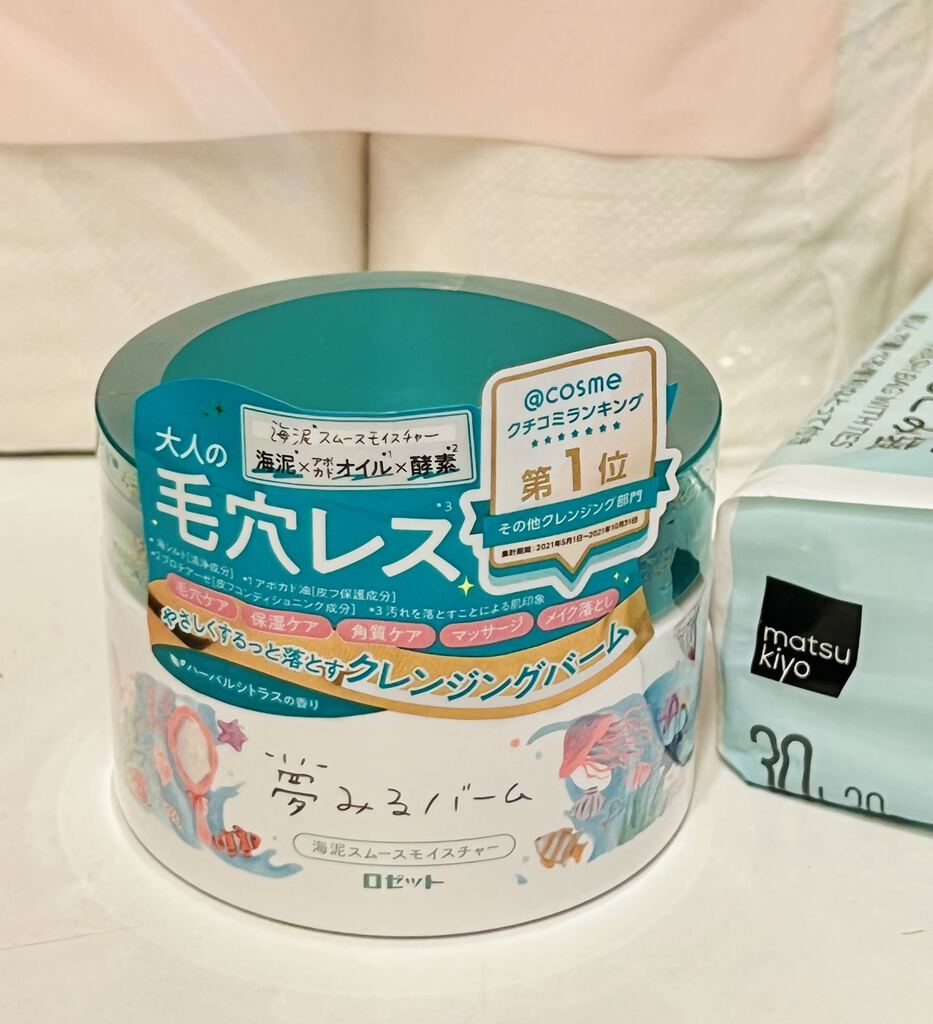 @cosme
クチコミランキング
第1位
その他クレンジング部門
集計期間：2021年5月1日～2021年10月31日
海泥スムースモイスチャー
海泥×アボカドオイル*1×酵素*2
大人の
毛穴レス*3
*海シルト[清浄成分] *1アボカド油[皮フ保護成分]
*2プロテアーゼ[皮フコンディショニング成分] *3汚れを落とすことによる肌印象
毛穴ケア 保湿ケア 角質ケア マッサージ メイク落とし
やさしくするっと落とすクレンジングバーム
ハーバルシトラスの香り
夢みるバーム
海泥スムースモイスチャー
ロゼット
matsu
kiyo
30